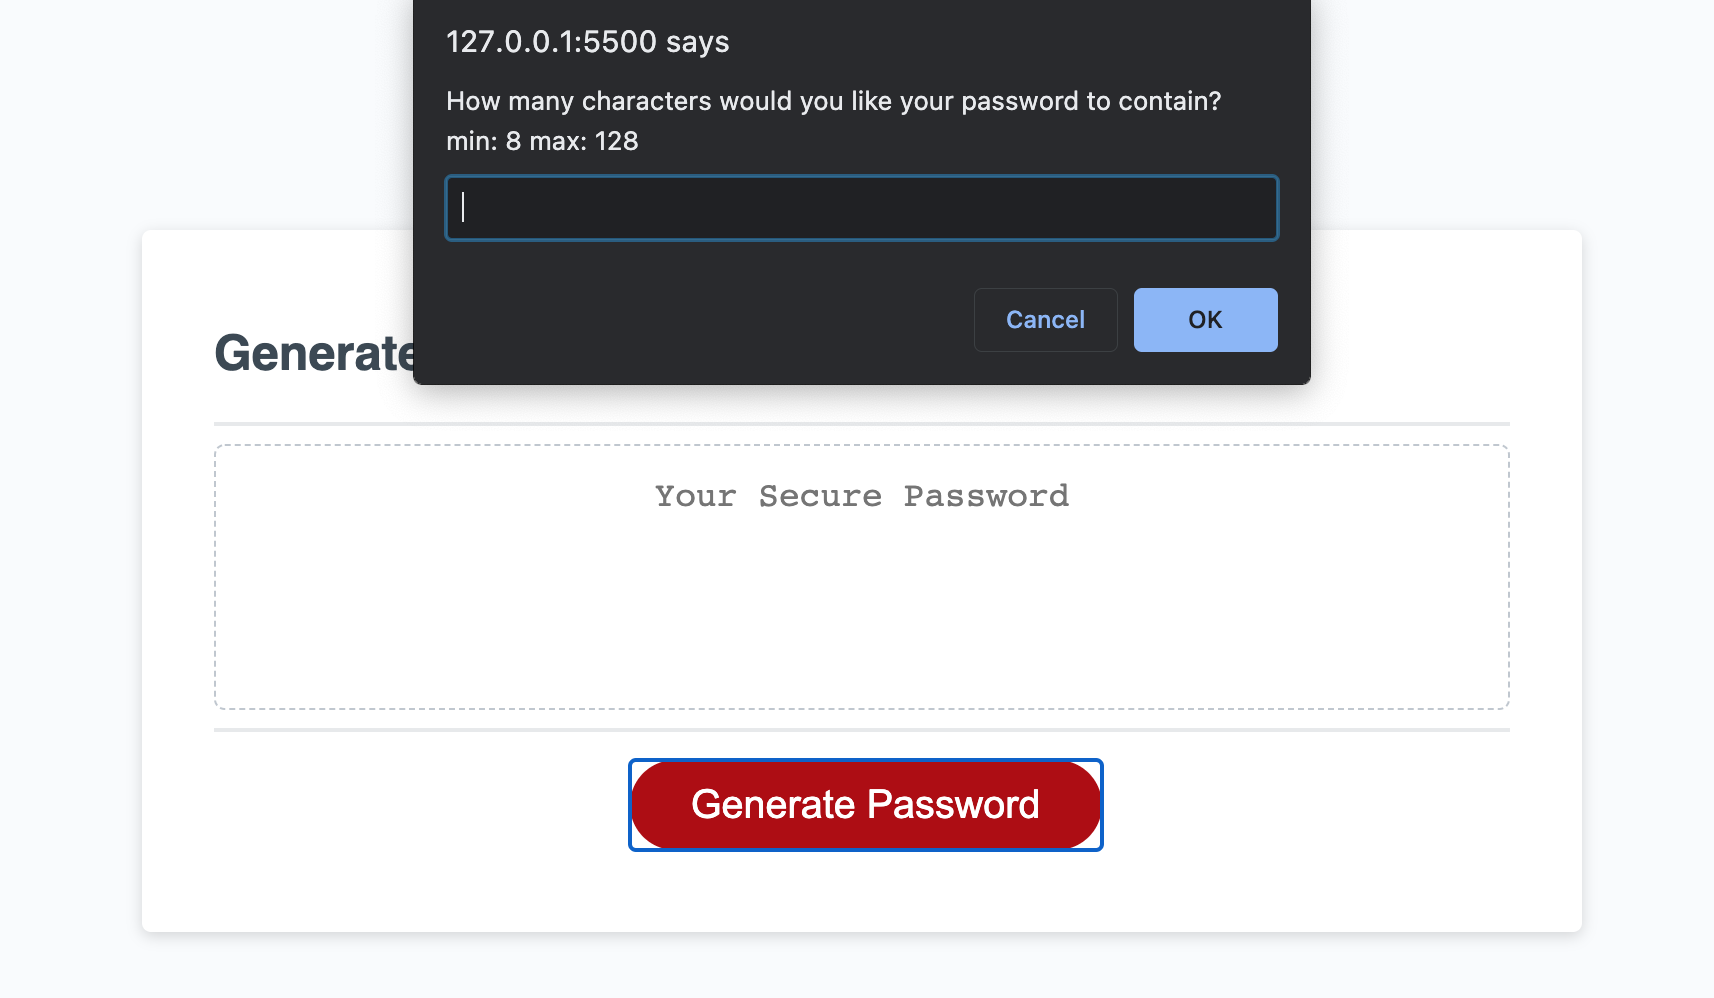 127.0.0.1:5500 says
How many characters would you like your password to contain?
min: 8 max: 128
Cancel
OK
Generate
Your Secure Password
Generate Password